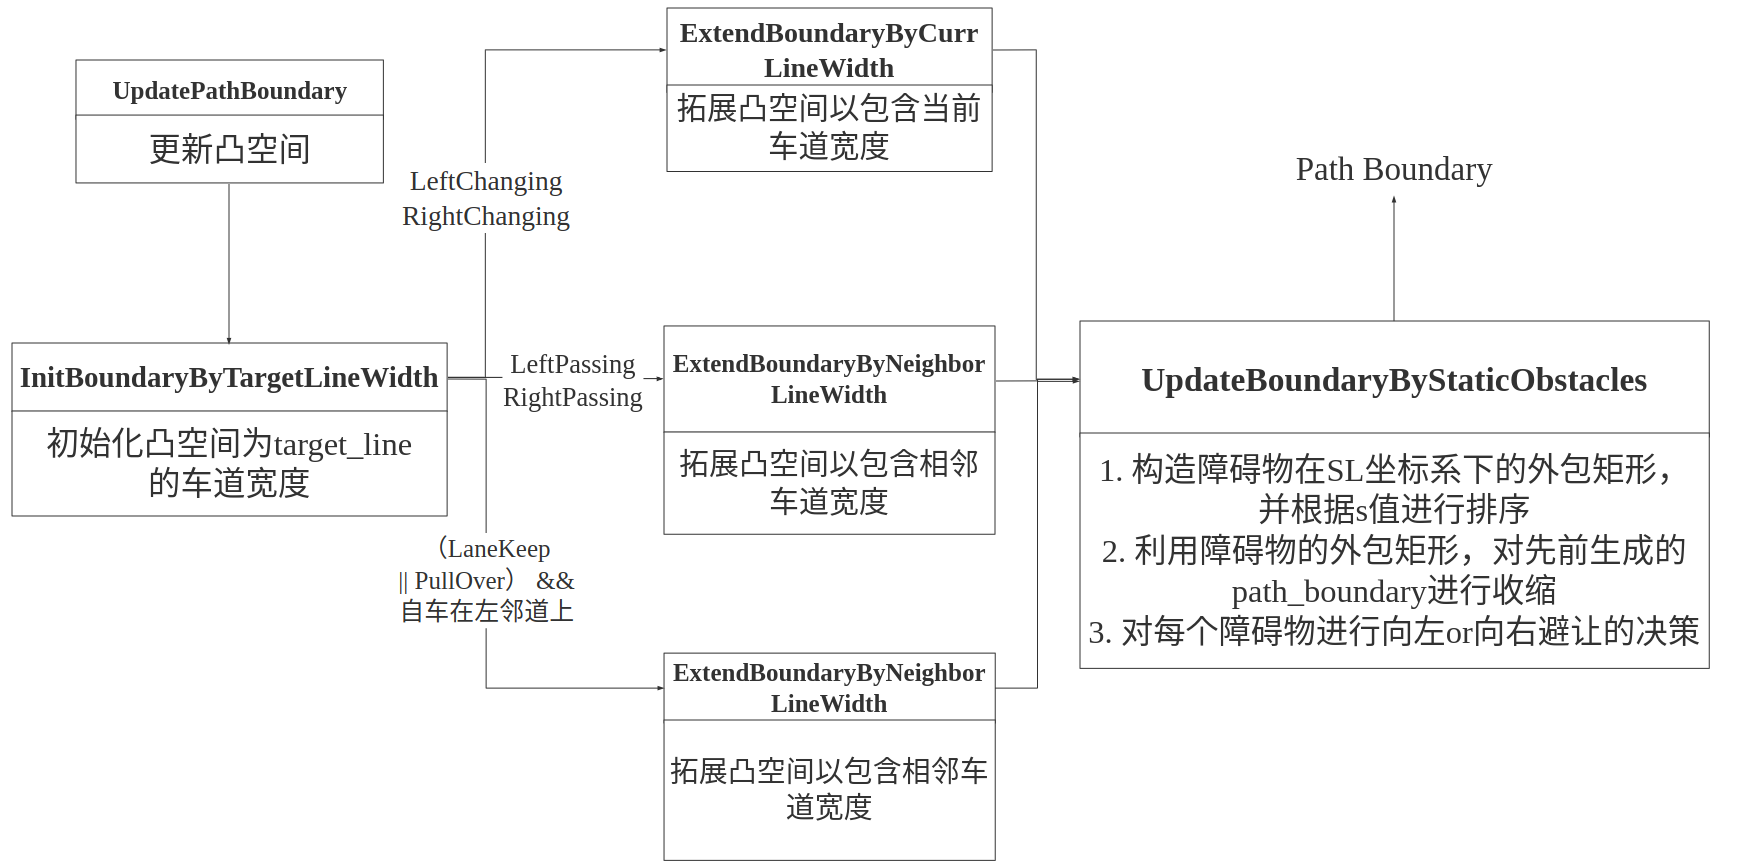 UpdatePathBoundary
更新凸空间
InitBoundaryByTargetLineWidth
初始化凸空间为target_line
的车道宽度
LeftChanging
RightChanging
LeftPassing
RightPassing
（LaneKeep
|| PullOver） &&
自车在左邻道上
ExtendBoundaryByCurr
LineWidth
拓展凸空间以包含当前
车道宽度
ExtendBoundaryByNeighbor
LineWidth
拓展凸空间以包含相邻
车道宽度
ExtendBoundaryByNeighbor
LineWidth
拓展凸空间以包含相邻车
道宽度
Path Boundary
UpdateBoundaryByStaticObstacles
1. 构造障碍物在SL坐标系下的外包矩形，
并根据s值进行排序
2. 利用障碍物的外包矩形，对先前生成的
path_boundary进行收缩
3. 对每个障碍物进行向左or向右避让的决策